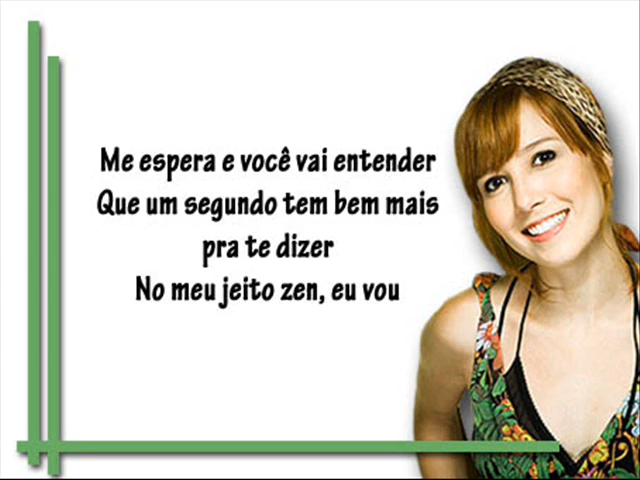 Me espera e você vai entender
Que um segundo tem bem mais
pra te dizer
No meu jeito zen, eu vou